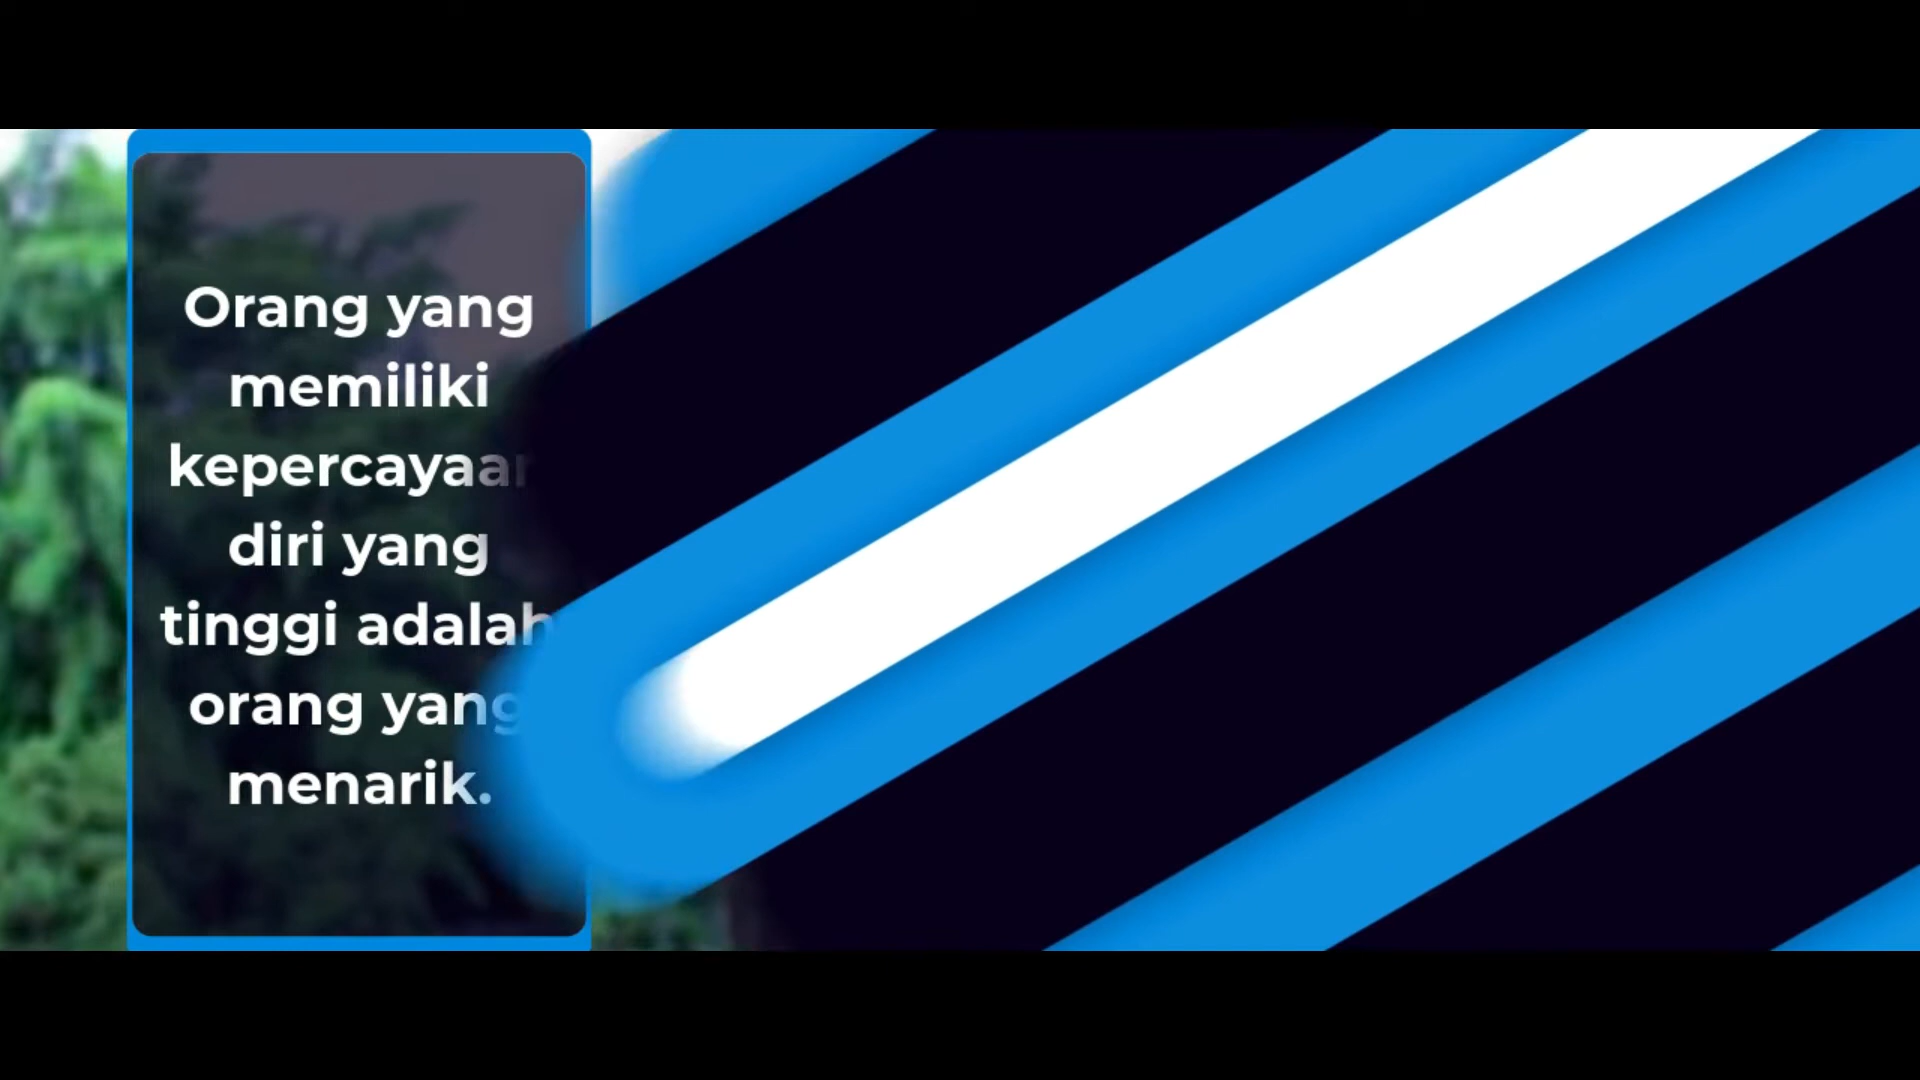 Orang yang
memiliki
kepercayaan
diri yang
tinggi adalah
orang yang
menarik.